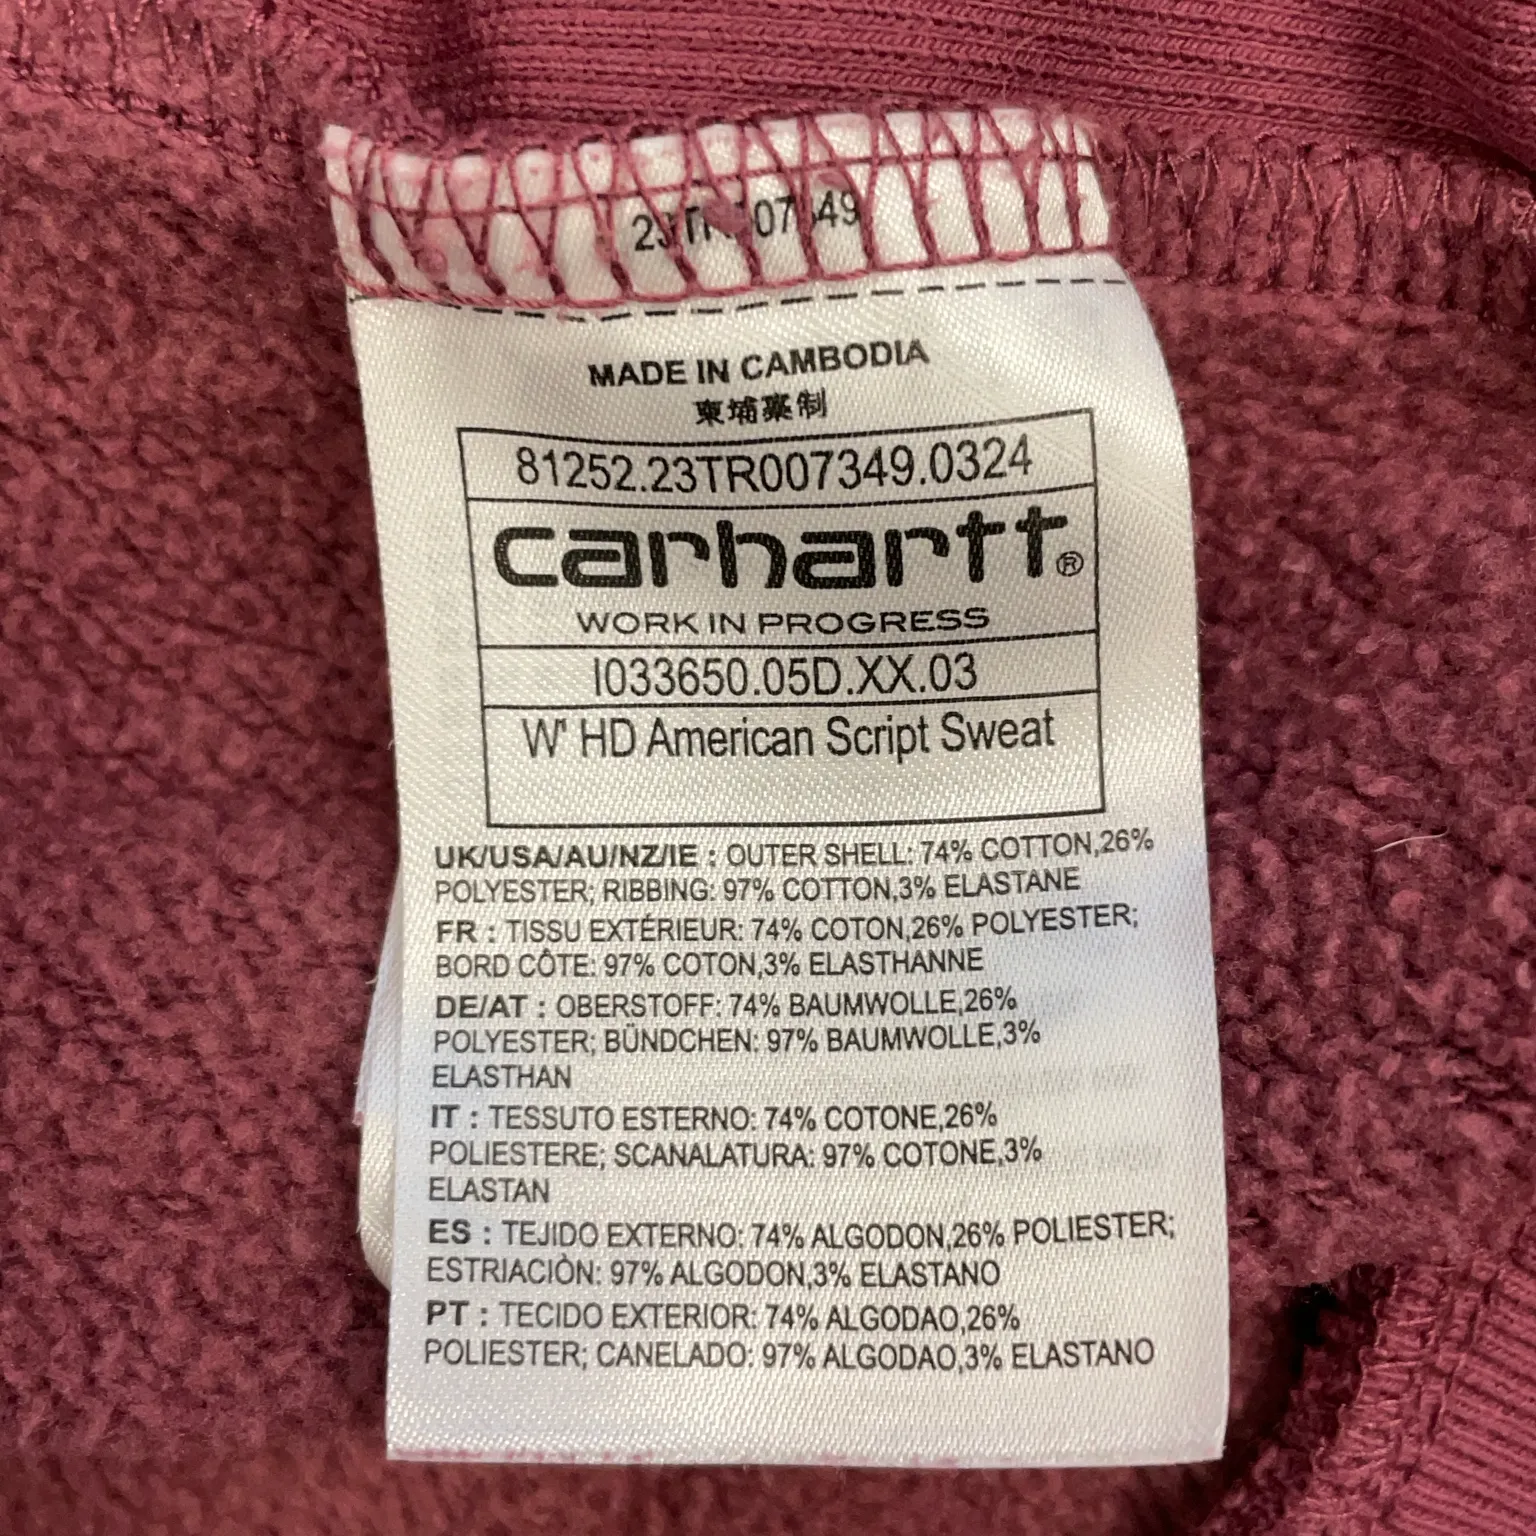 MADE IN CAMBODIA
柬埔寨制
81252.23TR007349.0324
carhartt®
WORK IN PROGRESS
I033650.05D.XX.03
W' HD American Script Sweat
UK/USA/AU/NZ/IE : OUTER SHELL: 74% COTTON,26%
POLYESTER; RIBBING: 97% COTTON,3% ELASTANE
FR : TISSU EXTÉRIEUR: 74% COTON,26% POLYESTER;
BORD CÔTE: 97% COTON,3% ELASTHANNE
DE/AT : OBERSTOFF: 74% BAUMWOLLE,26%
POLYESTER; BÜNDCHEN: 97% BAUMWOLLE,3%
ELASTHAN
IT : TESSUTO ESTERNO: 74% COTONE,26%
POLIESTERE; SCANALATURA: 97% COTONE,3%
ELASTAN
ES : TEJIDO EXTERNO: 74% ALGODON,26% POLIESTER;
ESTRIACIÒN: 97% ALGODON,3% ELASTANO
PT : TECIDO EXTERIOR: 74% ALGODAO,26%
POLIESTER; CANELADO: 97% ALGODAO,3% ELASTANO